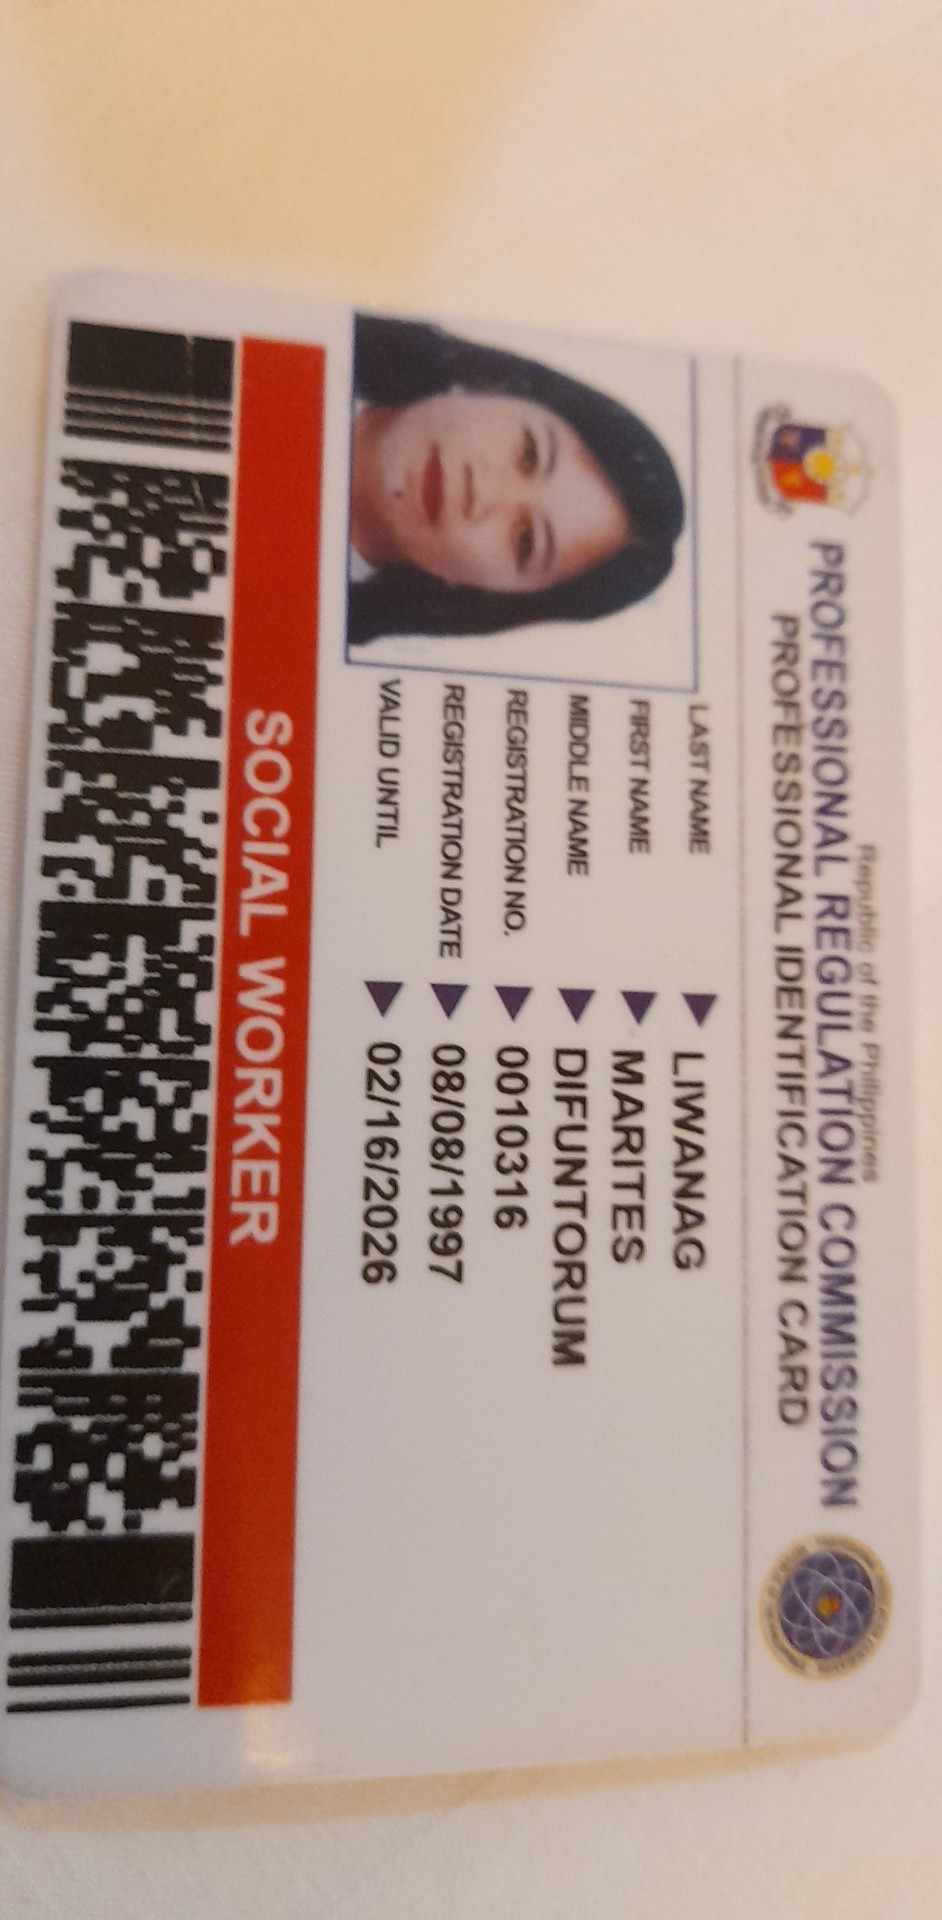 Republic of the Philippines
PROFESSIONAL REGULATION COMMISSION
PROFESSIONAL IDENTIFICATION CARD
LAST NAME LIWANAG
FIRST NAME MARITES
MIDDLE NAME DIFUNTORUM
REGISTRATION NO. 0010316
REGISTRATION DATE 08/08/1997
VALID UNTIL 02/16/2026
SOCIAL WORKER